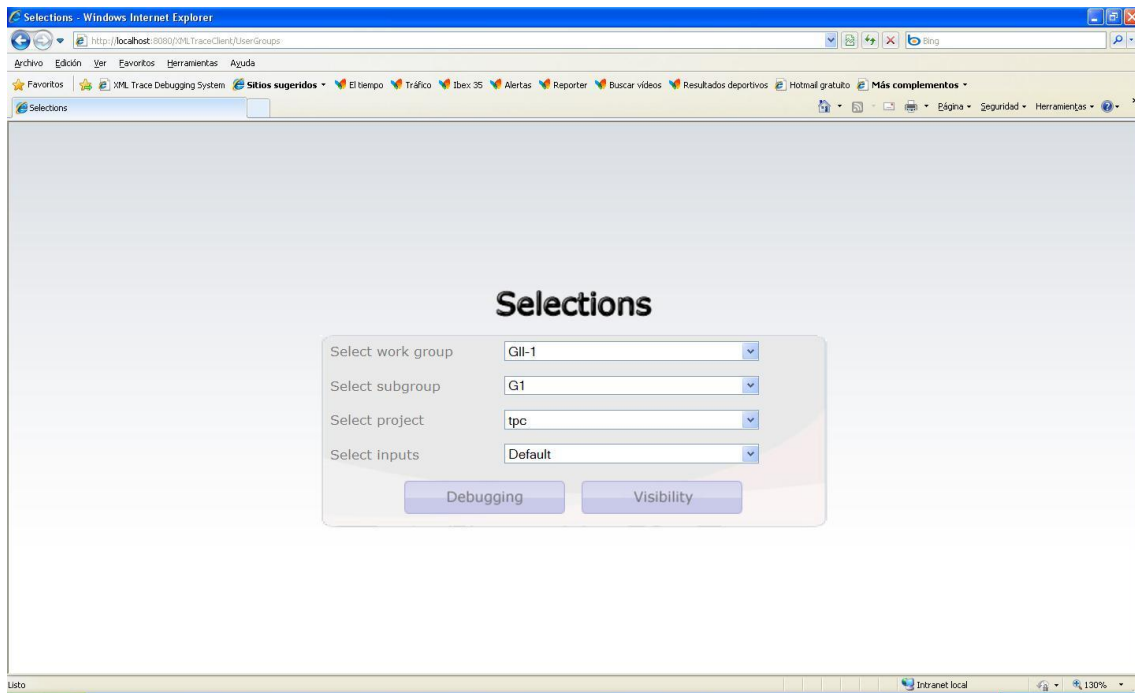 Selections - Windows Internet Explorer
http://localhost:8080/XMLTraceClient/UserGroups
Bing
Archivo Edición Ver Favoritos Herramientas Ayuda
Favoritos XML Trace Debugging System Sitios sugeridos El tiempo Tráfico Ibex 35 Alertas Reporter Buscar vídeos Resultados deportivos Hotmail gratuito Más complementos
Selections Página Seguridad Herramientas
Selections
Select work group GII-1
Select subgroup G1
Select project tpc
Select inputs Default
Debugging Visibility
Listo Intranet local 130%